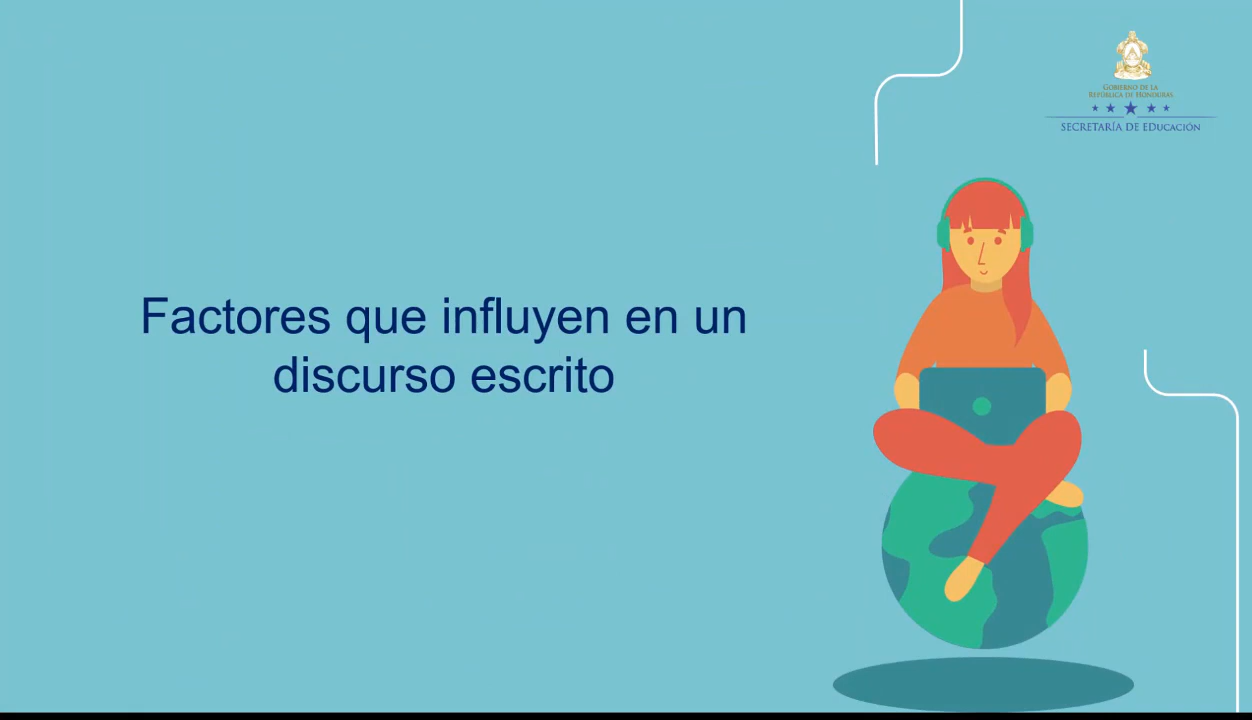 GOBIERNO DE LA
REPÚBLICA DE HONDURAS
SECRETARÍA DE EDUCACIÓN
Factores que influyen en un
discurso escrito